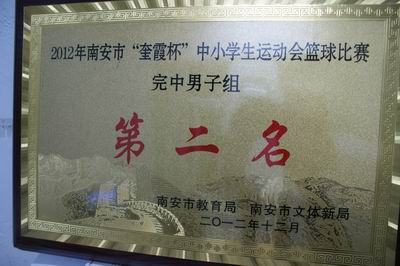 2012年南安市“奎霞杯”中小学生运动会篮球比赛
完中男子组
第二名
南安市教育局 南安市文体新局
二〇一二年十二月